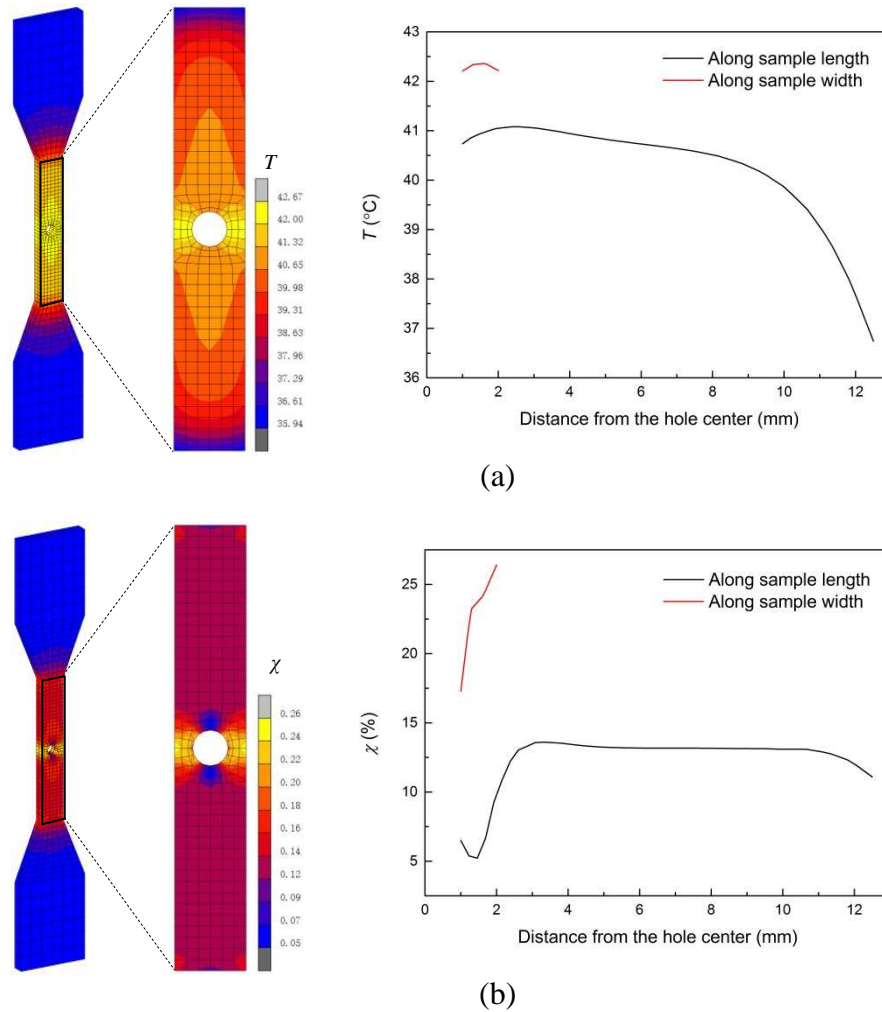 T
42.67
42.00
41.32
40.65
39.98
39.31
38.63
37.96
37.29
36.61
35.94
43
42
41
40
39
38
37
36
T (°C)
Along sample length
Along sample width
0 2 4 6 8 10 12
Distance from the hole center (mm)
(a)
χ
0.26
0.24
0.22
0.20
0.18
0.16
0.14
0.12
0.09
0.07
0.05
25
20
15
10
5
χ (%)
Along sample length
Along sample width
0 2 4 6 8 10 12
Distance from the hole center (mm)
(b)